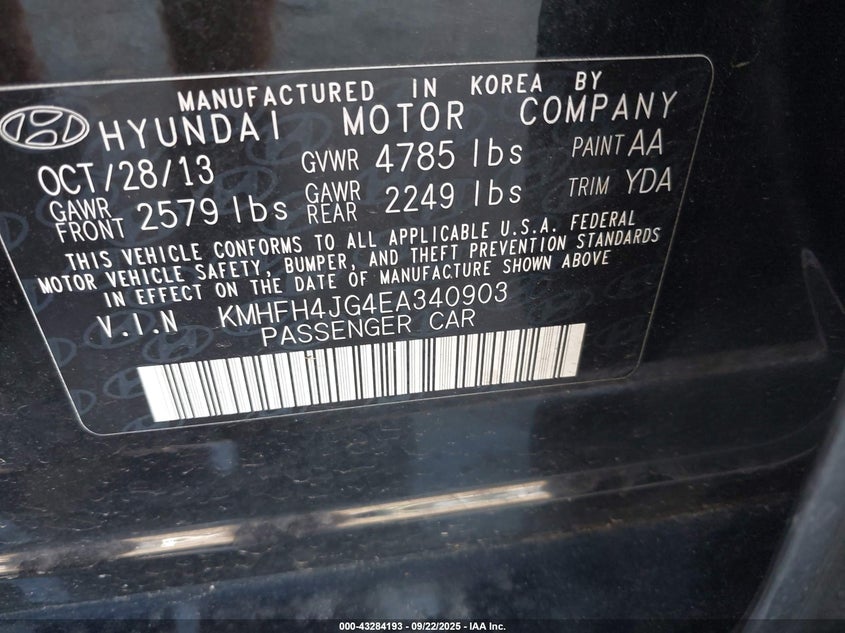 MANUFACTURED IN KOREA BY
HYUNDAI MOTOR COMPANY
OCT/28/13 GVWR 4785 lbs PAINT AA
GAWR FRONT 2579 lbs GAWR REAR 2249 lbs TRIM YDA
THIS VEHICLE CONFORMS TO ALL APPLICABLE U.S.A. FEDERAL
MOTOR VEHICLE SAFETY, BUMPER, AND THEFT PREVENTION STANDARDS
IN EFFECT ON THE DATE OF MANUFACTURE SHOWN ABOVE
V.I.N KMHFH4JG4EA340903
PASSENGER CAR
000-43284193 - 09/22/2025 - IAA Inc.